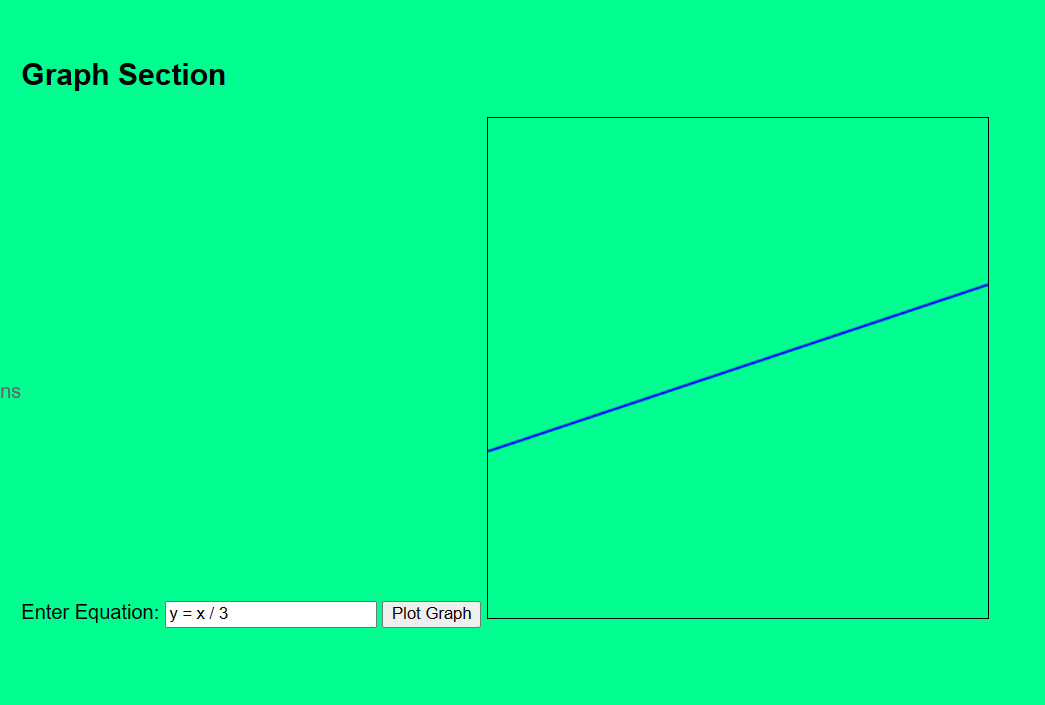 Graph Section
ns
Enter Equation: y = x / 3 Plot Graph